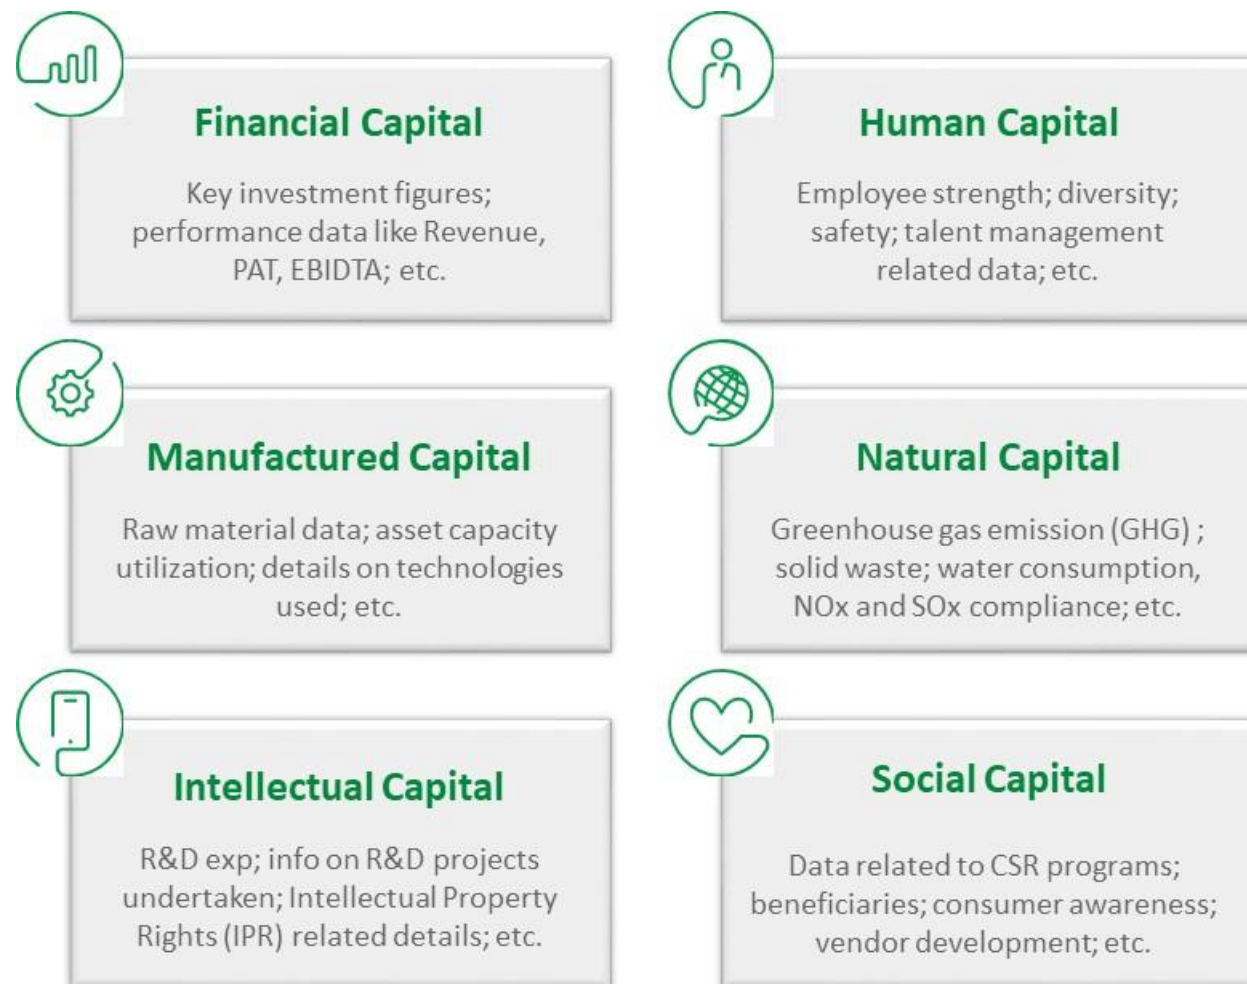 Financial Capital
Key investment figures;
performance data like Revenue,
PAT, EBIDTA; etc.
Human Capital
Employee strength; diversity;
safety; talent management
related data; etc.
Manufactured Capital
Raw material data; asset capacity
utilization; details on technologies
used; etc.
Natural Capital
Greenhouse gas emission (GHG) ;
solid waste; water consumption,
NOx and SOx compliance; etc.
Intellectual Capital
R&D exp; info on R&D projects
undertaken; Intellectual Property
Rights (IPR) related details; etc.
Social Capital
Data related to CSR programs;
beneficiaries; consumer awareness;
vendor development; etc.